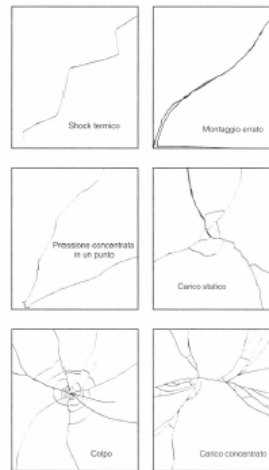 Shock termico
Montaggio errato
Pressione concentrata
in un punto
Carico statico
Colpo
Carico concentrato